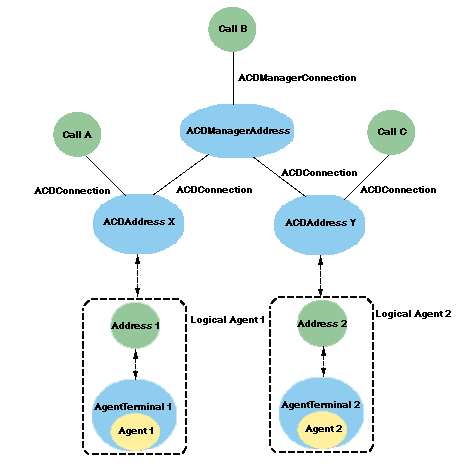 Call B
ACDManagerConnection
ACDManagerAddress
Call A
Call C
ACDConnection
ACDConnection
ACDConnection
ACDConnection
ACDAddress X
ACDAddress Y
Logical Agent 1
Logical Agent 2
Address 1
Address 2
AgentTerminal 1
AgentTerminal 2
Agent 1
Agent 2